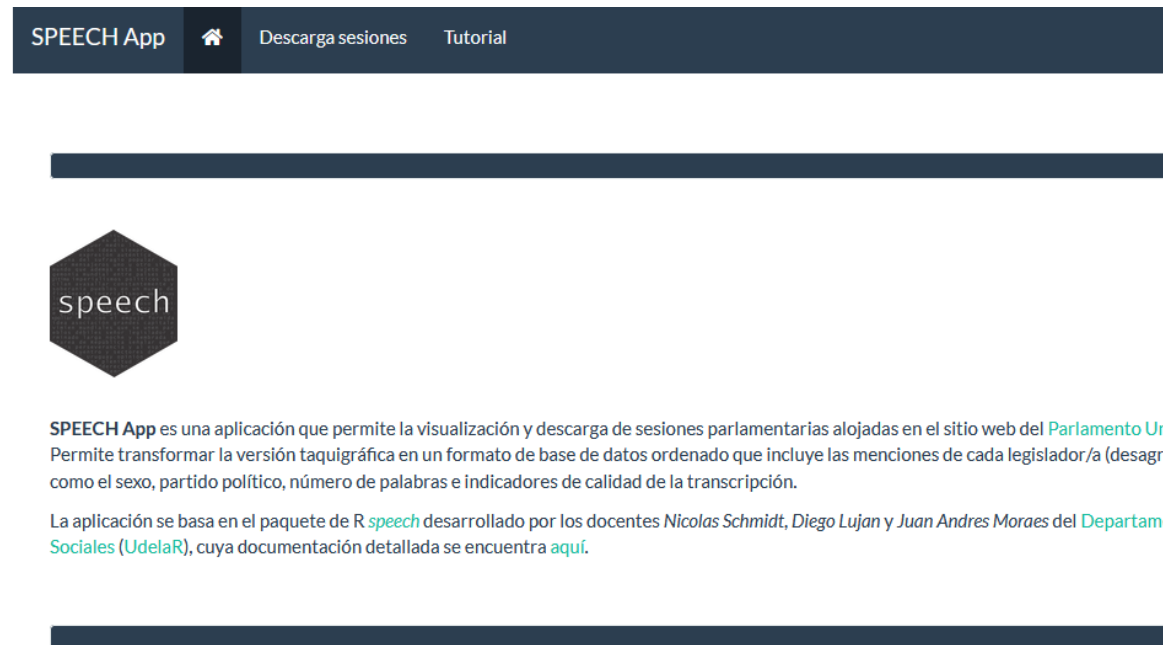 SPEECH App Descarga sesiones Tutorial
speech
SPEECH App es una aplicación que permite la visualización y descarga de sesiones parlamentarias alojadas en el sitio web del Parlamento
Permite transformar la versión taquigráfica en un formato de base de datos ordenado que incluye las menciones de cada legislador/a
como el sexo, partido político, número de palabras e indicadores de calidad de la transcripción.
La aplicación se basa en el paquete de R speech desarrollado por los docentes Nicolas Schmidt, Diego Lujan y Juan Andres Moraes del
Sociales (UdelaR), cuya documentación detallada se encuentra aquí.